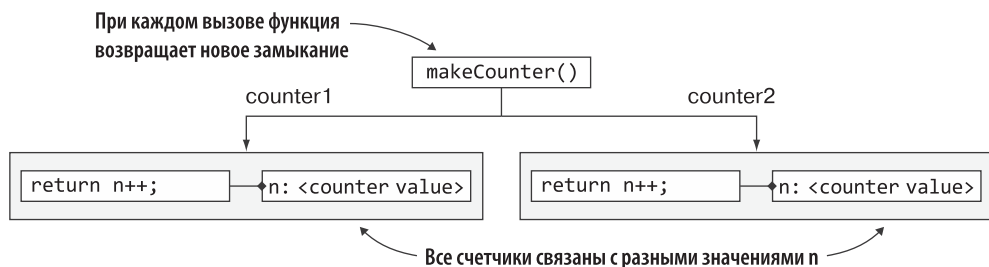 При каждом вызове функция
возвращает новое замыкание
makeCounter()
counter1
counter2
return n++;
n: <counter value>
return n++;
n: <counter value>
Все счетчики связаны с разными значениями n